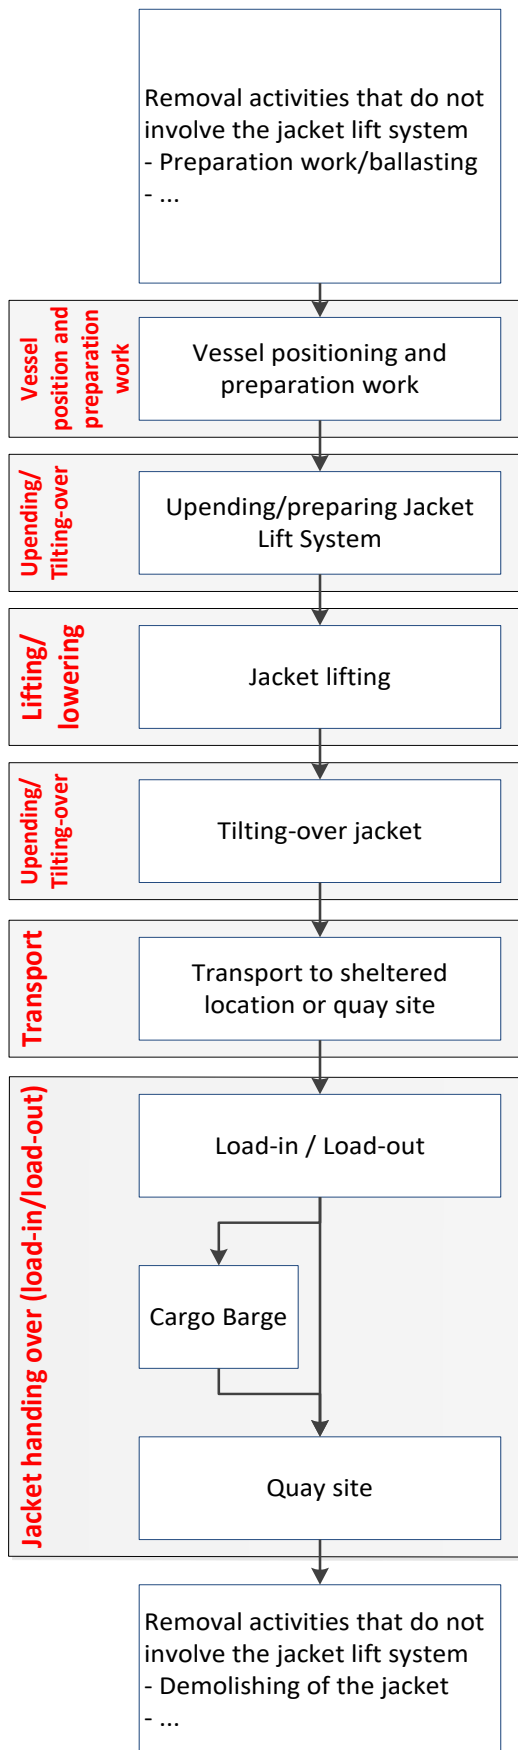 Removal activities that do not
involve the jacket lift system
- Preparation work/ballasting
- ...
Vessel
position and
preparation
work
Vessel positioning and
preparation work
Upending/
Tilting-over
Upending/preparing Jacket
Lift System
Lifting/
lowering
Jacket lifting
Upending/
Tilting-over
Tilting-over jacket
Transport
Transport to sheltered
location or quay site
Jacket handing over (load-in/load-out)
Load-in / Load-out
Cargo Barge
Quay site
Removal activities that do not
involve the jacket lift system
- Demolishing of the jacket
- ...